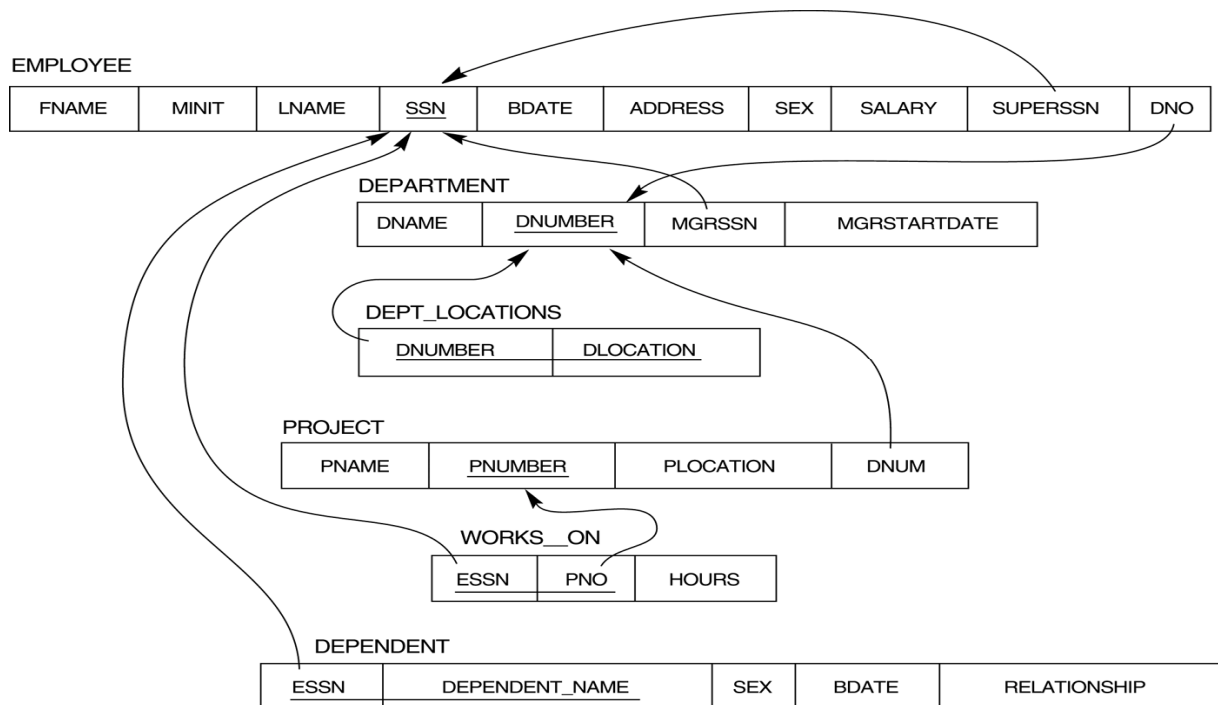 EMPLOYEE
FNAME MINIT LNAME SSN BDATE ADDRESS SEX SALARY SUPERSSN DNO
DEPARTMENT
DNAME DNUMBER MGRSSN MGRSTARTDATE
DEPT_LOCATIONS
DNUMBER DLOCATION
PROJECT
PNAME PNUMBER PLOCATION DNUM
WORKS__ON
ESSN PNO HOURS
DEPENDENT
ESSN DEPENDENT_NAME SEX BDATE RELATIONSHIP